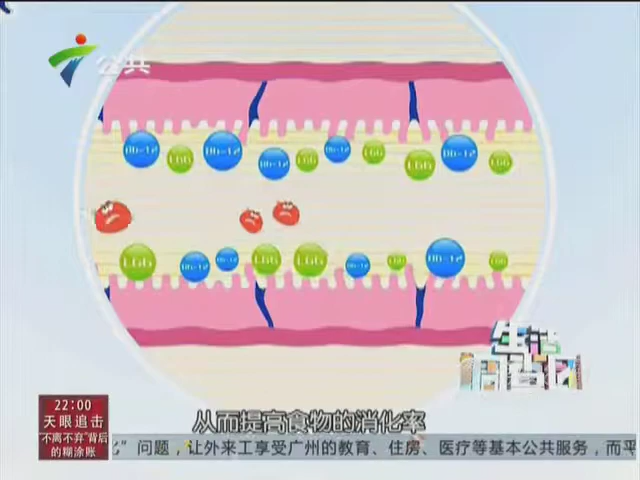 公共
Bb-12
LGG
Bb-12
Bb-12
LGG
Bb-12
LGG
LGG
Bb-12
LGG
LGG
Bb-12
Bb-12
LGG
LGG
Bb-12
LGG
Bb-12
LGG
生活
从而提高食物的消化率
22:00
天眼追击
“不离不弃”背后
的糊涂账
化”问题，让外来工享受广州的教育、住房、医疗等基本公共服务，而平